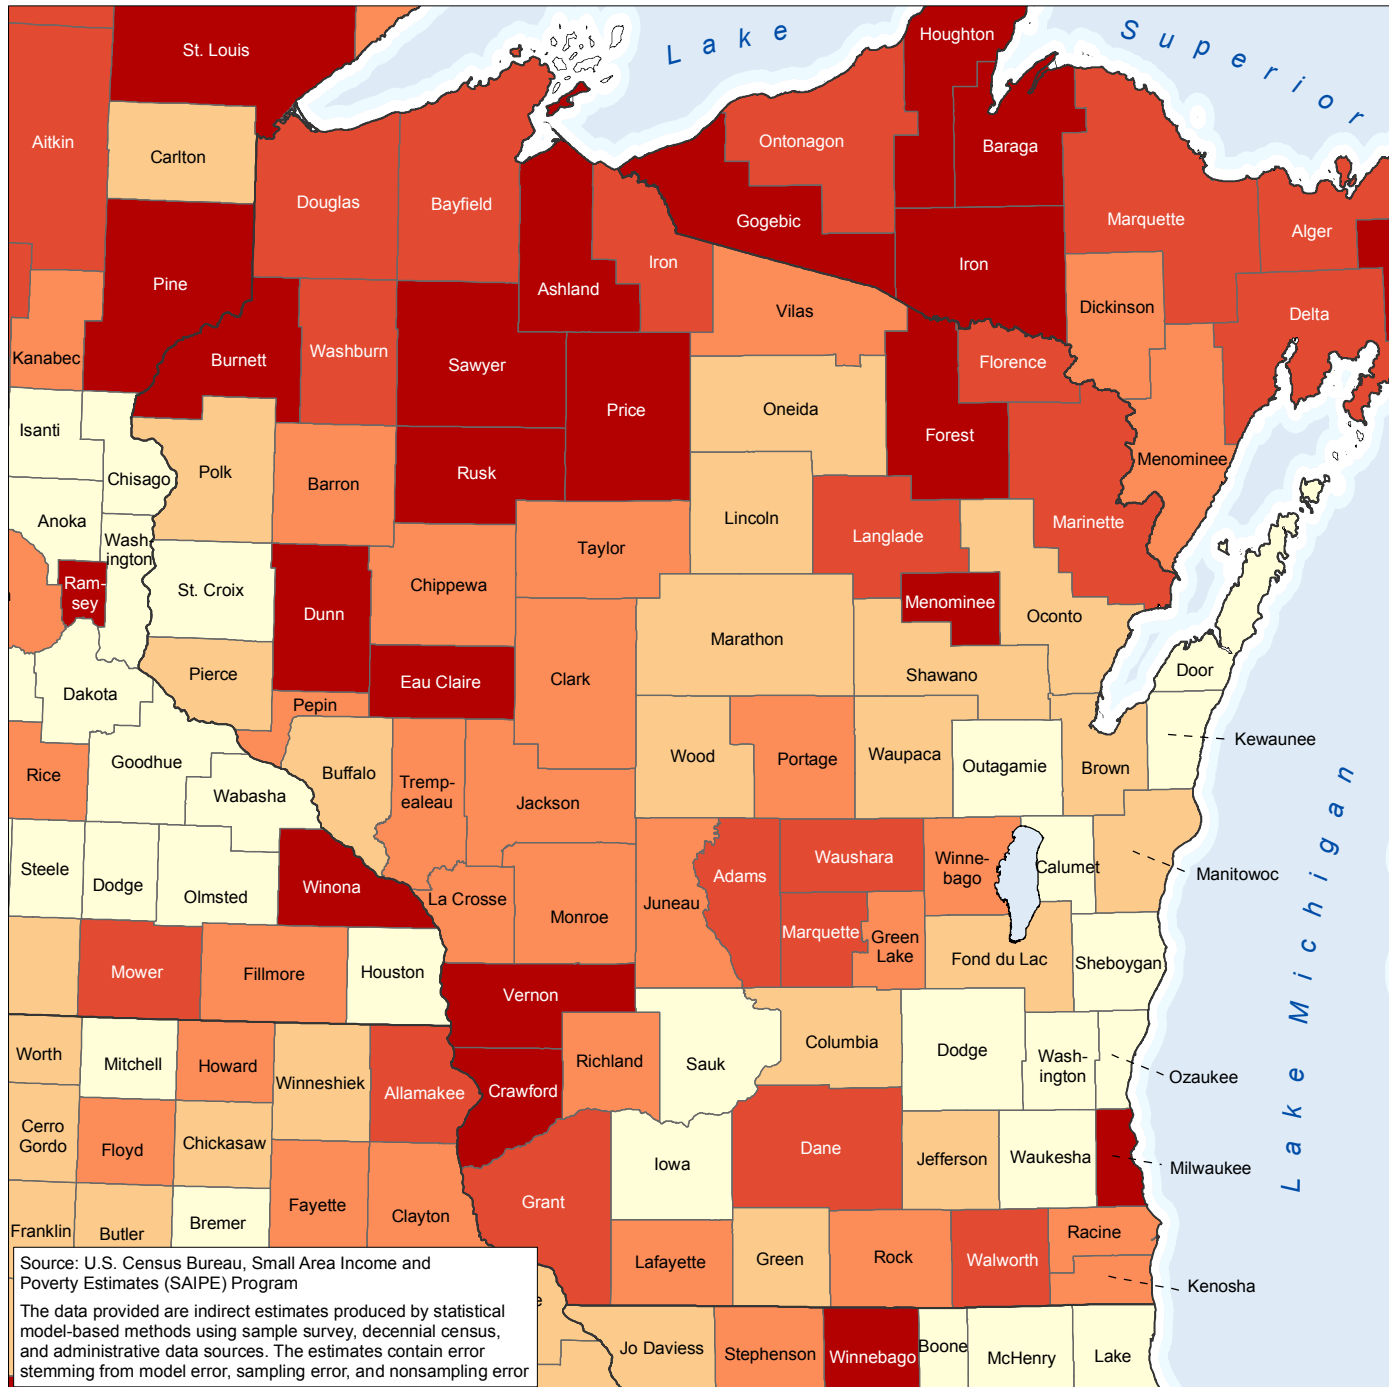 St. Louis
Lake
Superior
Houghton
Aitkin
Carlton
Ontonagon
Baraga
Douglas
Bayfield
Gogebic
Marquette
Alger
Pine
Ashland
Iron
Iron
Vilas
Dickinson
Delta
Kanabec
Burnett
Washburn
Sawyer
Florence
Price
Oneida
Isanti
Forest
Chisago
Polk
Barron
Rusk
Menominee
Anoka
Wash-
ington
Lincoln
Langlade
Marinette
Taylor
Ram-
sey
St. Croix
Dunn
Chippewa
Menominee
Oconto
Marathon
Dakota
Pierce
Eau Claire
Clark
Shawano
Door
Pepin
Kewaunee
Rice
Goodhue
Wabasha
Buffalo
Tremp-
ealeau
Jackson
Wood
Portage
Waupaca
Outagamie
Brown
Lake Michigan
Steele
Dodge
Olmsted
Winona
La Crosse
Monroe
Juneau
Adams
Waushara
Winne-
bago
Calumet
Manitowoc
Mower
Fillmore
Houston
Marquette
Green
Lake
Fond du Lac
Sheboygan
Vernon
Worth
Mitchell
Howard
Winneshiek
Allamakee
Crawford
Richland
Sauk
Columbia
Dodge
Wash-
ington
Ozaukee
Cerro
Gordo
Floyd
Chickasaw
Iowa
Dane
Jefferson
Waukesha
Milwaukee
Franklin
Butler
Bremer
Fayette
Clayton
Grant
Lafayette
Green
Rock
Walworth
Racine
Kenosha
Source: U.S. Census Bureau, Small Area Income and
Poverty Estimates (SAIPE) Program
The data provided are indirect estimates produced by statistical
model-based methods using sample survey, decennial census,
and administrative data sources. The estimates contain error
stemming from model error, sampling error, and nonsampling error
Jo Daviess
Stephenson
Winnebago
Boone
McHenry
Lake